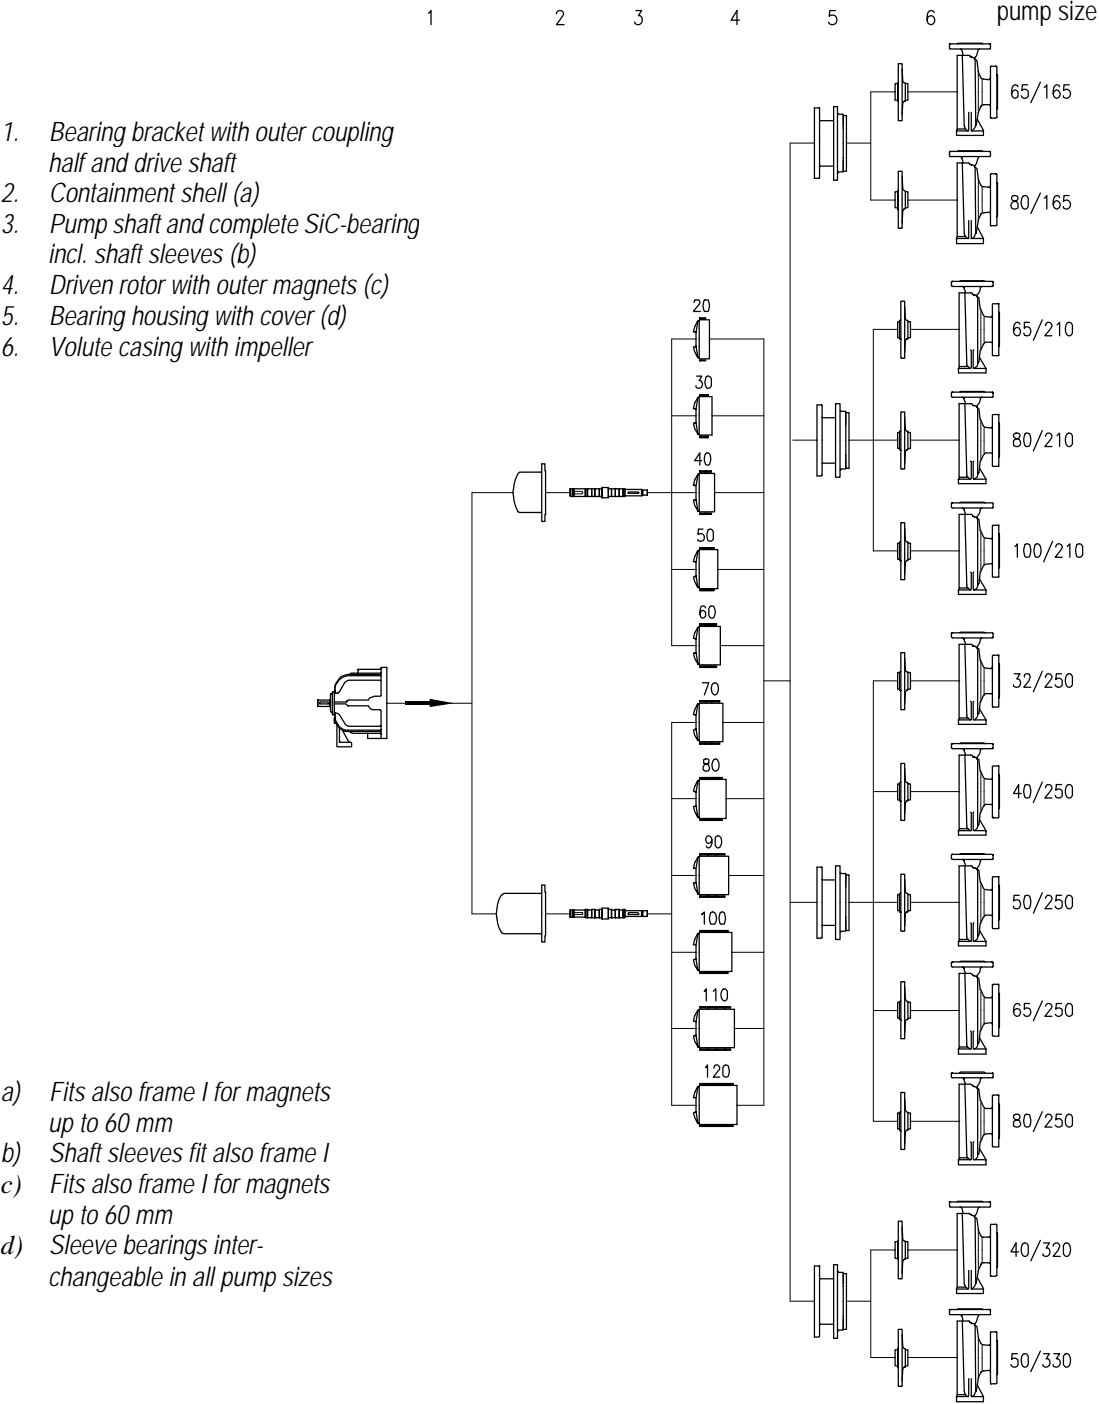 1 2 3 4 5 6 pump size
1. Bearing bracket with outer coupling
half and drive shaft
2. Containment shell (a)
3. Pump shaft and complete SiC-bearing
incl. shaft sleeves (b)
4. Driven rotor with outer magnets (c)
5. Bearing housing with cover (d)
6. Volute casing with impeller
20
30
40
50
60
70
80
90
100
110
120
65/165
80/165
65/210
80/210
100/210
32/250
40/250
50/250
65/250
80/250
40/320
50/330
a) Fits also frame I for magnets
up to 60 mm
b) Shaft sleeves fit also frame I
c) Fits also frame I for magnets
up to 60 mm
d) Sleeve bearings inter-
changeable in all pump sizes